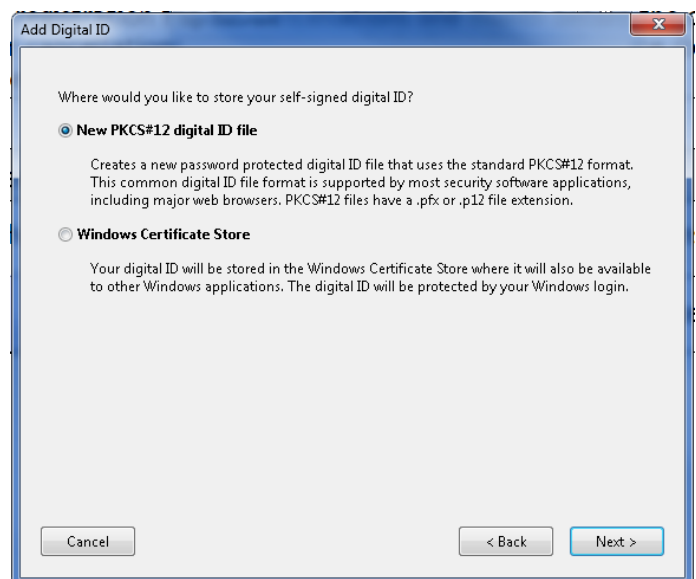 Add Digital ID
Where would you like to store your self-signed digital ID?
New PKCS#12 digital ID file
Creates a new password protected digital ID file that uses the standard PKCS#12 format.
This common digital ID file format is supported by most security software applications,
including major web browsers. PKCS#12 files have a .pfx or .p12 file extension.
Windows Certificate Store
Your digital ID will be stored in the Windows Certificate Store where it will also be available
to other Windows applications. The digital ID will be protected by your Windows login.
Cancel
< Back
Next >